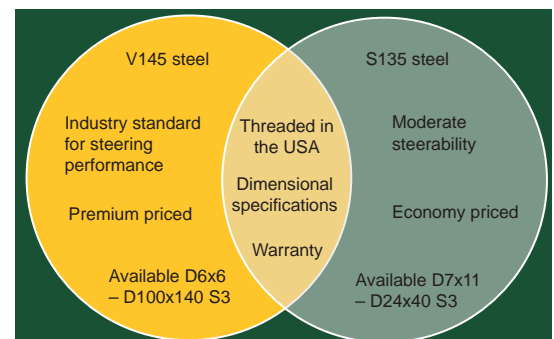 V145 steel
Industry standard
for steering
performance
Premium priced
Available D6x6
– D100x140 S3
Threaded in
the USA
Dimensional
specifications
Warranty
S135 steel
Moderate
steerability
Economy priced
Available D7x11
– D24x40 S3